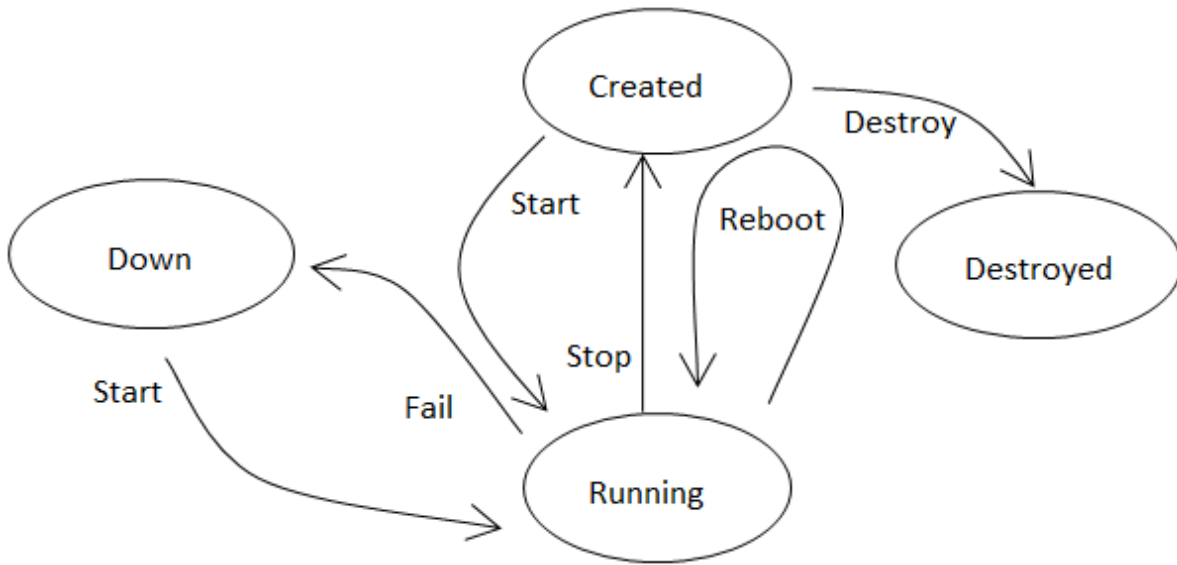 Created
Destroy
Start
Reboot
Down
Destroyed
Stop
Start
Fail
Running